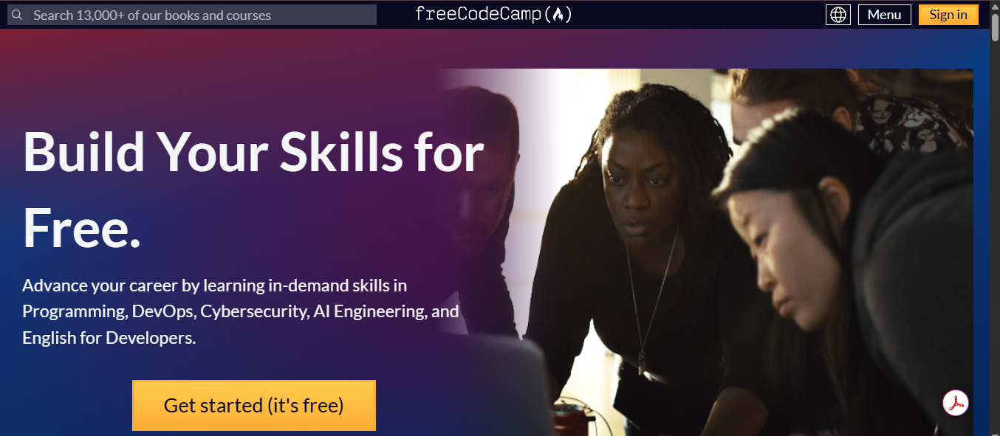 Search 13,000+ of our books and courses
freeCodeCamp(🔥)
Menu
Sign in
Build Your Skills for
Free.
Advance your career by learning in-demand skills in
Programming, DevOps, Cybersecurity, AI Engineering, and
English for Developers.
Get started (it's free)